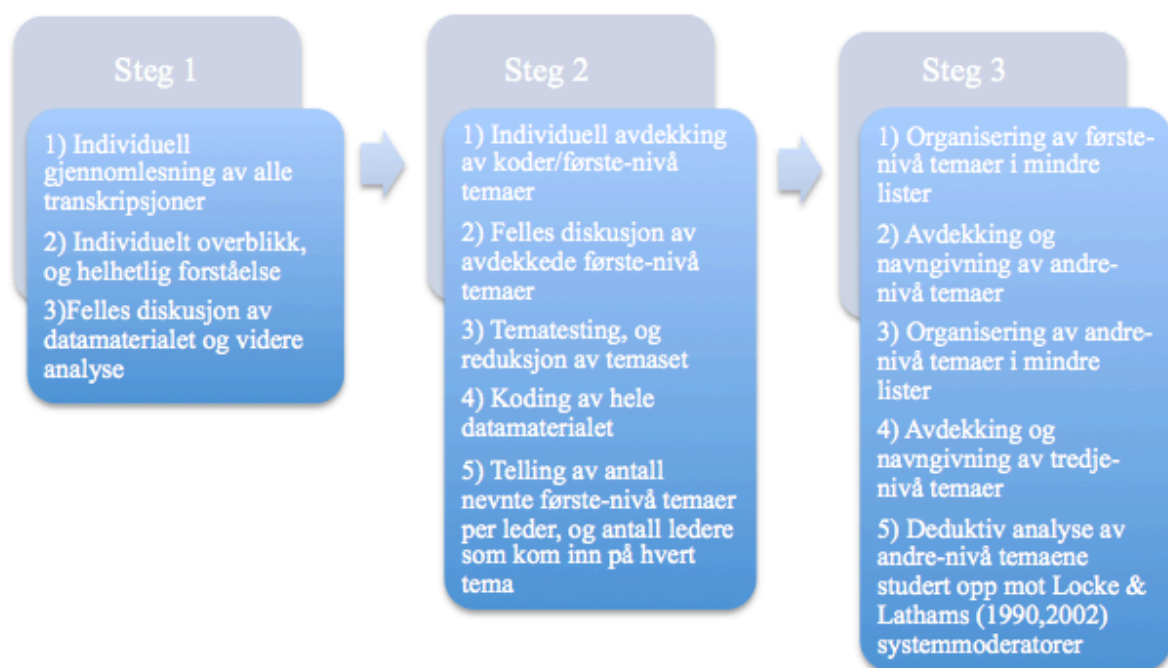 Steg 1
1) Individuell
gjennomlesning av alle
transkripsjoner
2) Individuelt overblikk,
og helhetlig forståelse
3)Felles diskusjon av
datamaterialet og videre
analyse
Steg 2
1) Individuell avdekking
av koder/første-nivå
temaer
2) Felles diskusjon av
avdekkede første-nivå
temaer
3) Tematesting, og
reduksjon av temaset
4) Koding av hele
datamaterialet
5) Telling av antall
nevnte første-nivå temaer
per leder, og antall ledere
som kom inn på hvert
tema
Steg 3
1) Organisering av første-
nivå temaer i mindre
lister
2) Avdekking og
navngivning av andre-
nivå temaer
3) Organisering av andre-
nivå temaer i mindre
lister
4) Avdekking og
navngivning av tredje-
nivå temaer
5) Deduktiv analyse av
andre-nivå temaene
studert opp mot Locke &
Lathams (1990,2002)
systemmoderatorer